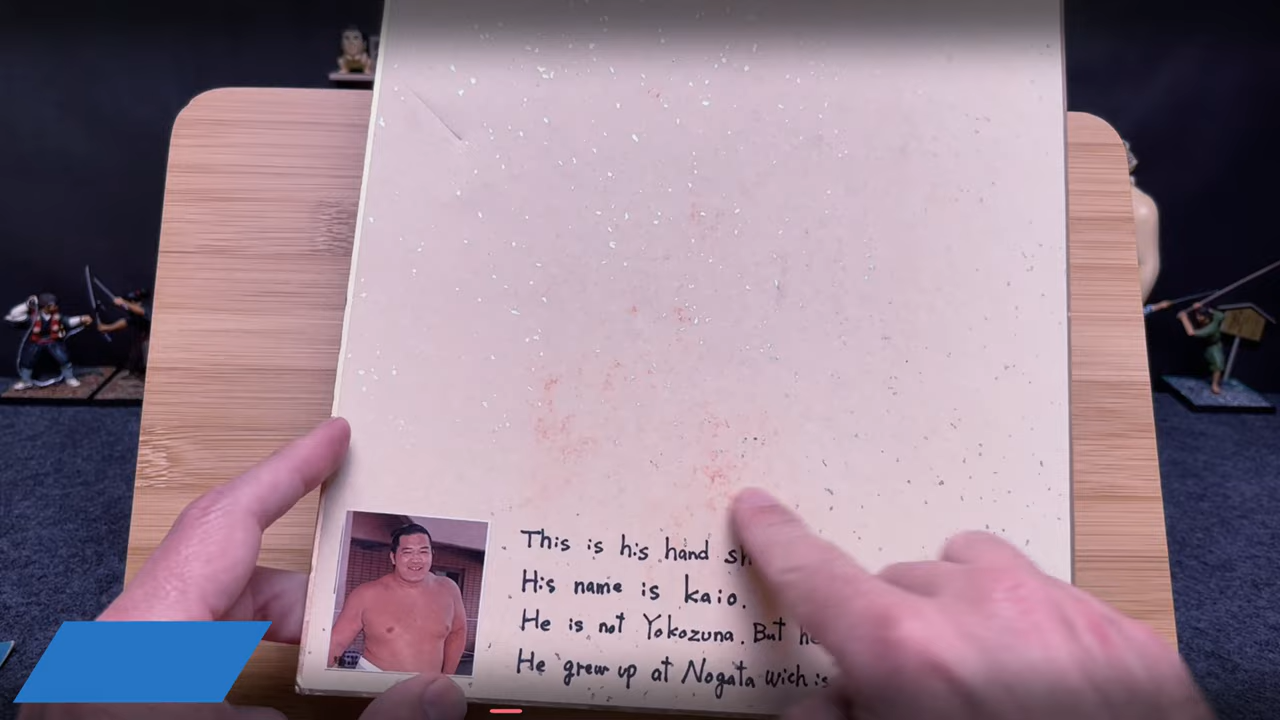 This is his hand
His name is kaio.
He is not Yokozuna. But he
He grew up at Nogata wich is